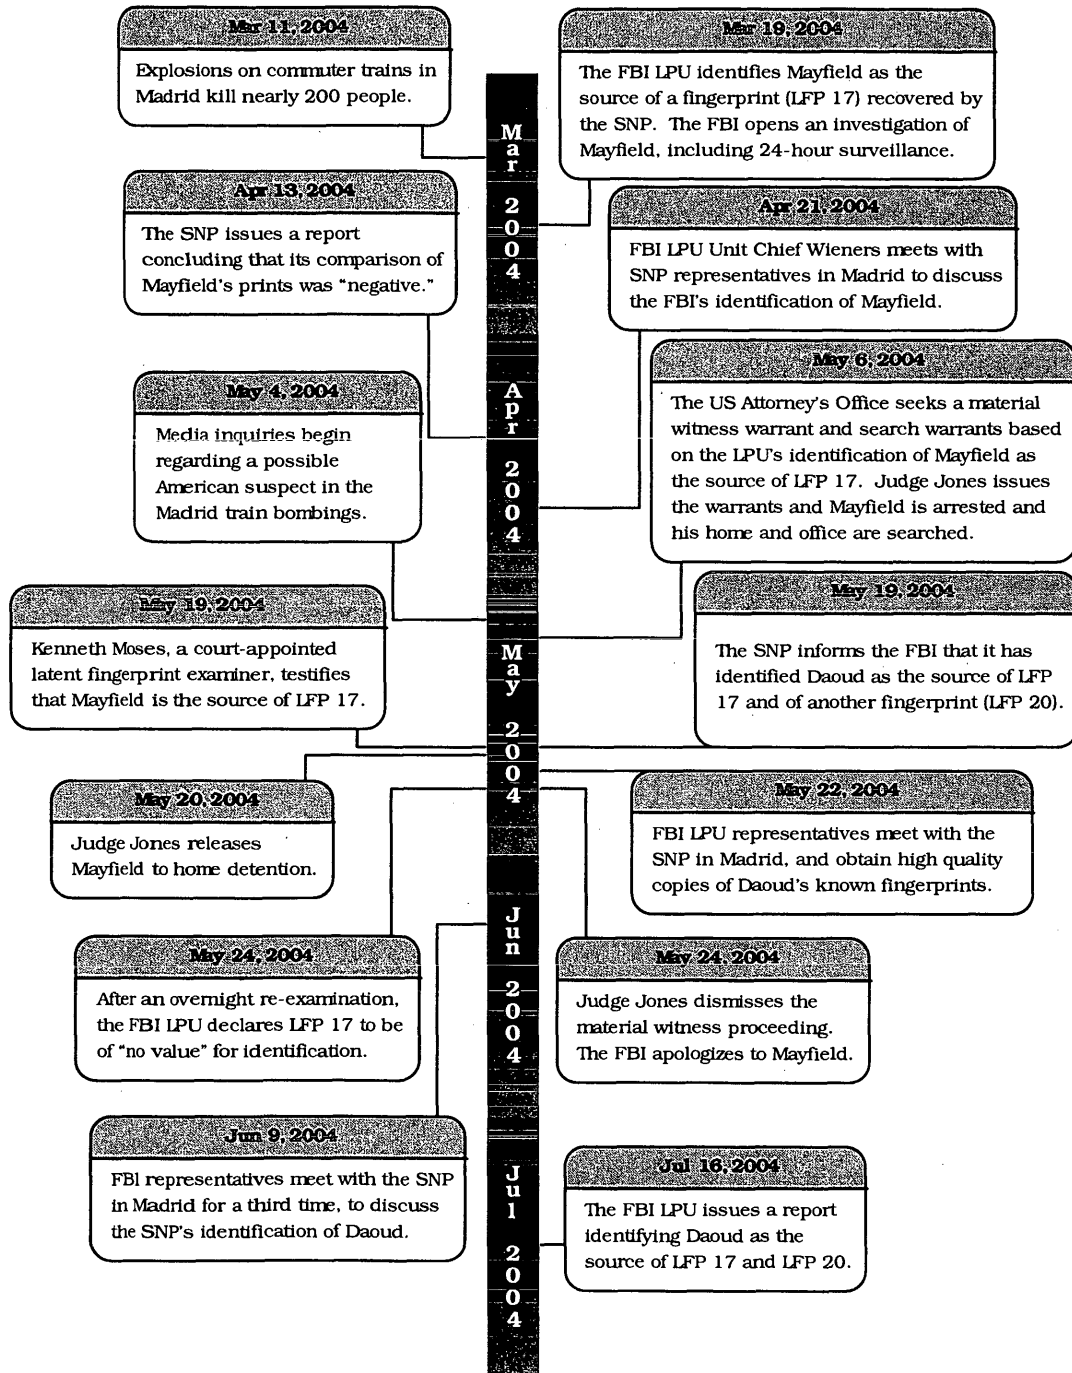 Mar 11, 2004
Explosions on commuter trains in
Madrid kill nearly 200 people.
Mar 19, 2004
The FBI LPU identifies Mayfield as the
source of a fingerprint (LFP 17) recovered by
the SNP. The FBI opens an investigation of
Mayfield, including 24-hour surveillance.
Mar 2004
Apr 13, 2004
The SNP issues a report
concluding that its comparison of
Mayfield's prints was "negative."
Apr 21, 2004
FBI LPU Unit Chief Wieners meets with
SNP representatives in Madrid to discuss
the FBI's identification of Mayfield.
Apr 2004
May 4, 2004
Media inquiries begin
regarding a possible
American suspect in the
Madrid train bombings.
May 6, 2004
The US Attorney's Office seeks a material
witness warrant and search warrants based
on the LPU's identification of Mayfield as
the source of LFP 17. Judge Jones issues
the warrants and Mayfield is arrested and
his home and office are searched.
May 19, 2004
Kenneth Moses, a court-appointed
latent fingerprint examiner, testifies
that Mayfield is the source of LFP 17.
May 19, 2004
The SNP informs the FBI that it has
identified Daoud as the source of LFP
17 and of another fingerprint (LFP 20).
May 2004
May 20, 2004
Judge Jones releases
Mayfield to home detention.
May 22, 2004
FBI LPU representatives meet with the
SNP in Madrid, and obtain high quality
copies of Daoud's known fingerprints.
May 24, 2004
After an overnight re-examination,
the FBI LPU declares LFP 17 to be
of "no value" for identification.
May 24, 2004
Judge Jones dismisses the
material witness proceeding.
The FBI apologizes to Mayfield.
Jun 2004
Jun 9, 2004
FBI representatives meet with the SNP
in Madrid for a third time, to discuss
the SNP's identification of Daoud.
Jul 16, 2004
The FBI LPU issues a report
identifying Daoud as the
source of LFP 17 and LFP 20.
Jul 2004